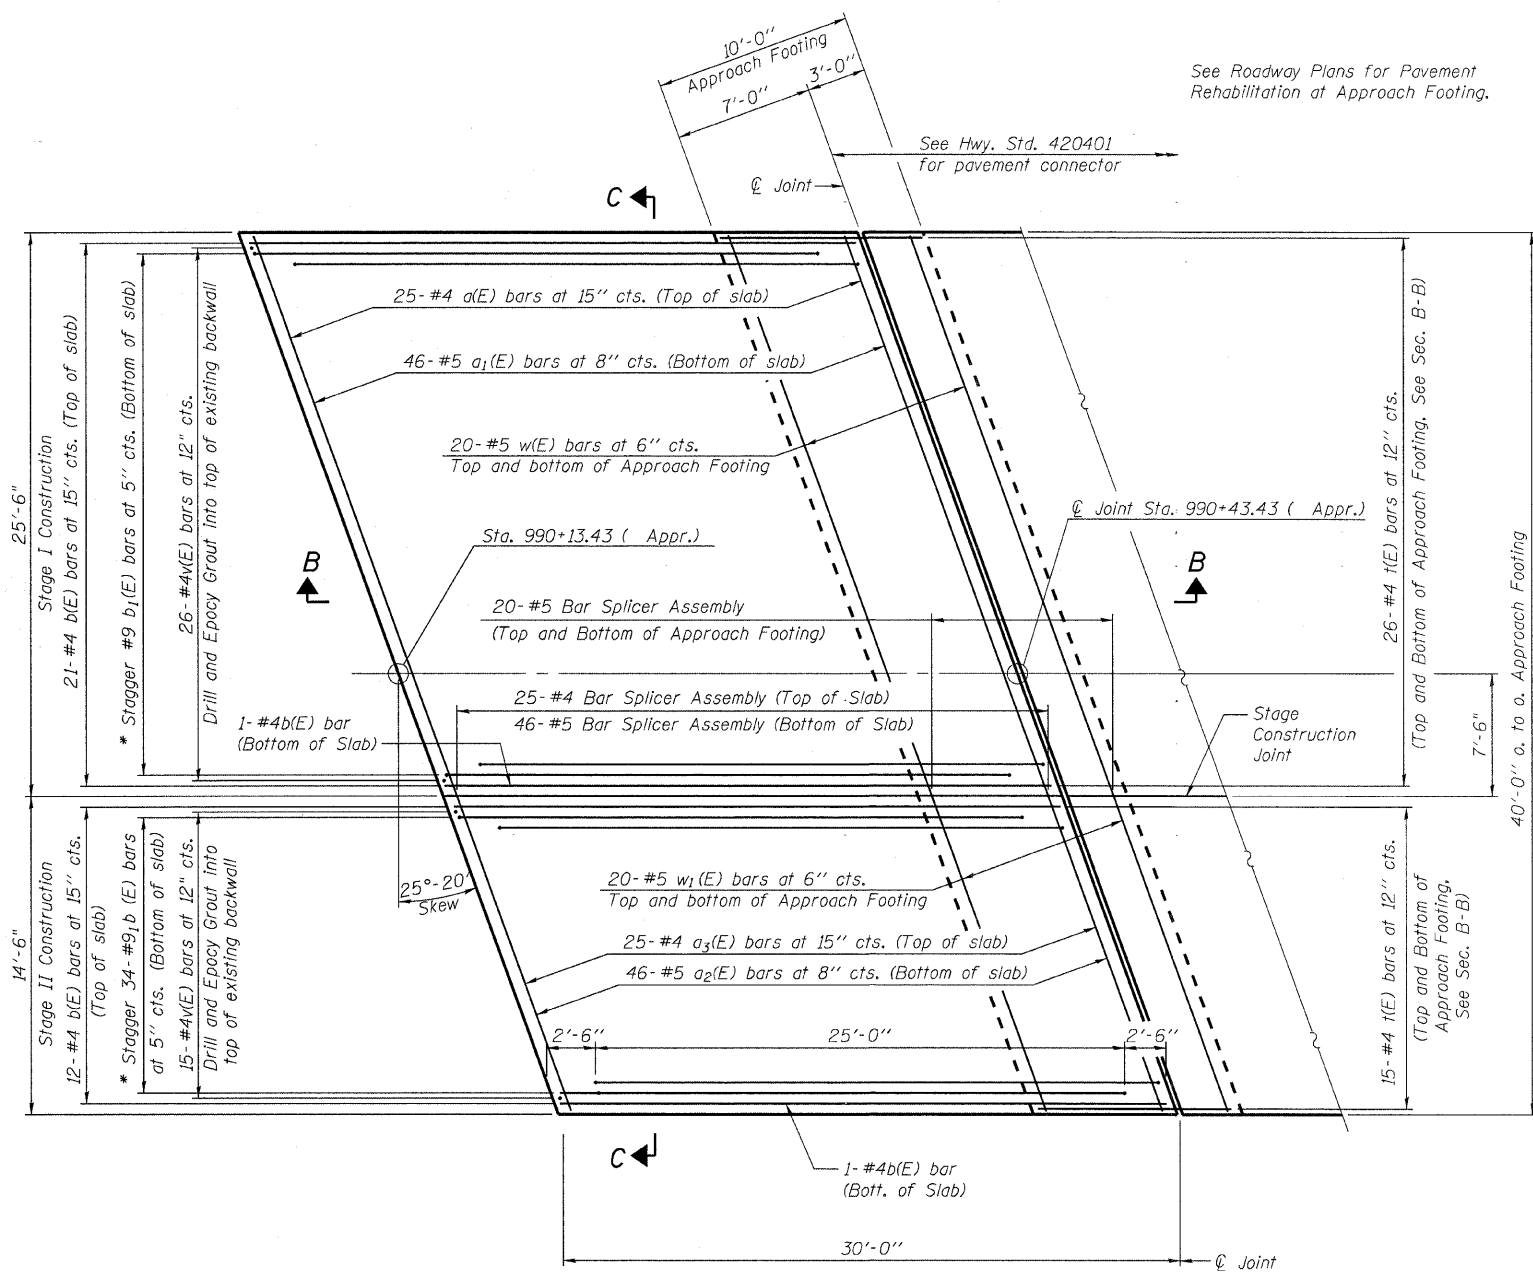 10'-0"
Approach Footing
7'-0"
3'-0"
See Roadway Plans for Pavement
Rehabilitation at Approach Footing.
See Hwy. Std. 420401
for pavement connector
℄ Joint
C
25-#4 a(E) bars at 15" cts. (Top of slab)
46-#5 a₁(E) bars at 8" cts. (Bottom of slab)
20-#5 w(E) bars at 6" cts.
Top and bottom of Approach Footing
Sta. 990+13.43 ( Appr.)
℄ Joint Sta. 990+43.43 ( Appr.)
B
B
20-#5 Bar Splicer Assembly
(Top and Bottom of Approach Footing)
25-#4 Bar Splicer Assembly (Top of Slab)
46-#5 Bar Splicer Assembly (Bottom of Slab)
1-#4b(E) bar
(Bottom of Slab)
Stage
Construction
Joint
25'-6"
Stage I Construction
21-#4 b(E) bars at 15" cts. (Top of slab)
* Stagger #9 b₁(E) bars at 5" cts. (Bottom of slab)
26-#4v(E) bars at 12" cts.
Drill and Epocy Grout into top of existing backwall
26-#4 t(E) bars at 12" cts.
(Top and Bottom of Approach Footing. See Sec. B-B)
7'-6"
40'-0" o. to o. Approach Footing
14'-6"
Stage II Construction
12-#4 b(E) bars at 15" cts.
(Top of slab)
* Stagger 34-#9₁b (E) bars
at 5" cts. (Bottom of slab)
15-#4v(E) bars at 12" cts.
Drill and Epocy Grout into
top of existing backwall
25°-20'
Skew
20-#5 w₁(E) bars at 6" cts.
Top and bottom of Approach Footing
25-#4 a₃(E) bars at 15" cts. (Top of slab)
46-#5 a₂(E) bars at 8" cts. (Bottom of slab)
15-#4 t(E) bars at 12" cts.
(Top and Bottom of
Approach Footing,
See Sec. B-B)
2'-6"
25'-0"
2'-6"
C
1-#4b(E) bar
(Bott. of Slab)
30'-0"
℄ Joint